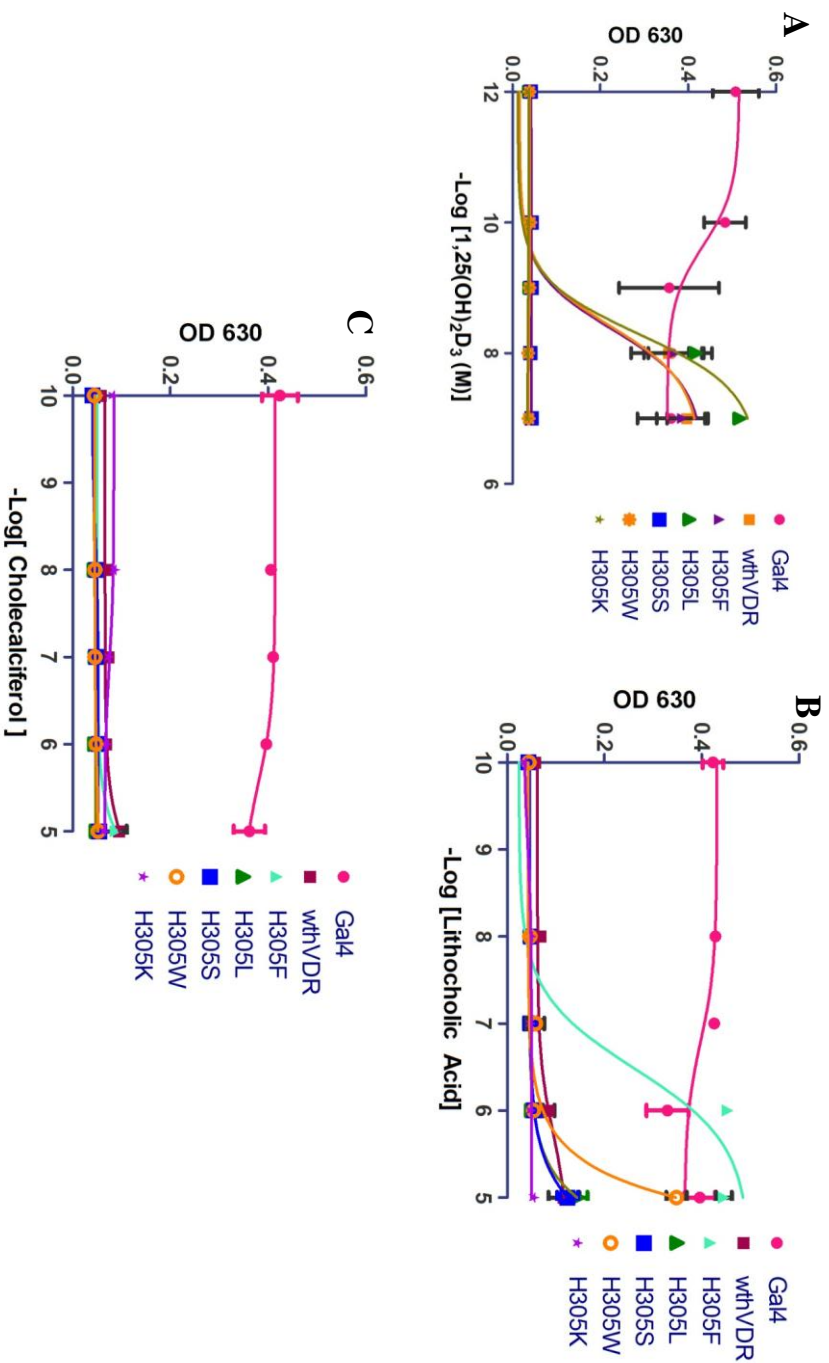 A
OD 630
0.6
0.4
0.2
0.0
12
10
8
6
-Log [1,25(OH)₂D₃ (M)]
Gal4
wthVDR
H305F
H305L
H305S
H305W
H305K
B
OD 630
0.6
0.4
0.2
0.0
10
9
8
7
6
5
-Log [Lithocholic Acid]
Gal4
wthVDR
H305F
H305L
H305S
H305W
H305K
C
OD 630
0.6
0.4
0.2
0.0
10
9
8
7
6
5
-Log[ Cholecalciferol ]
Gal4
wthVDR
H305F
H305L
H305S
H305W
H305K